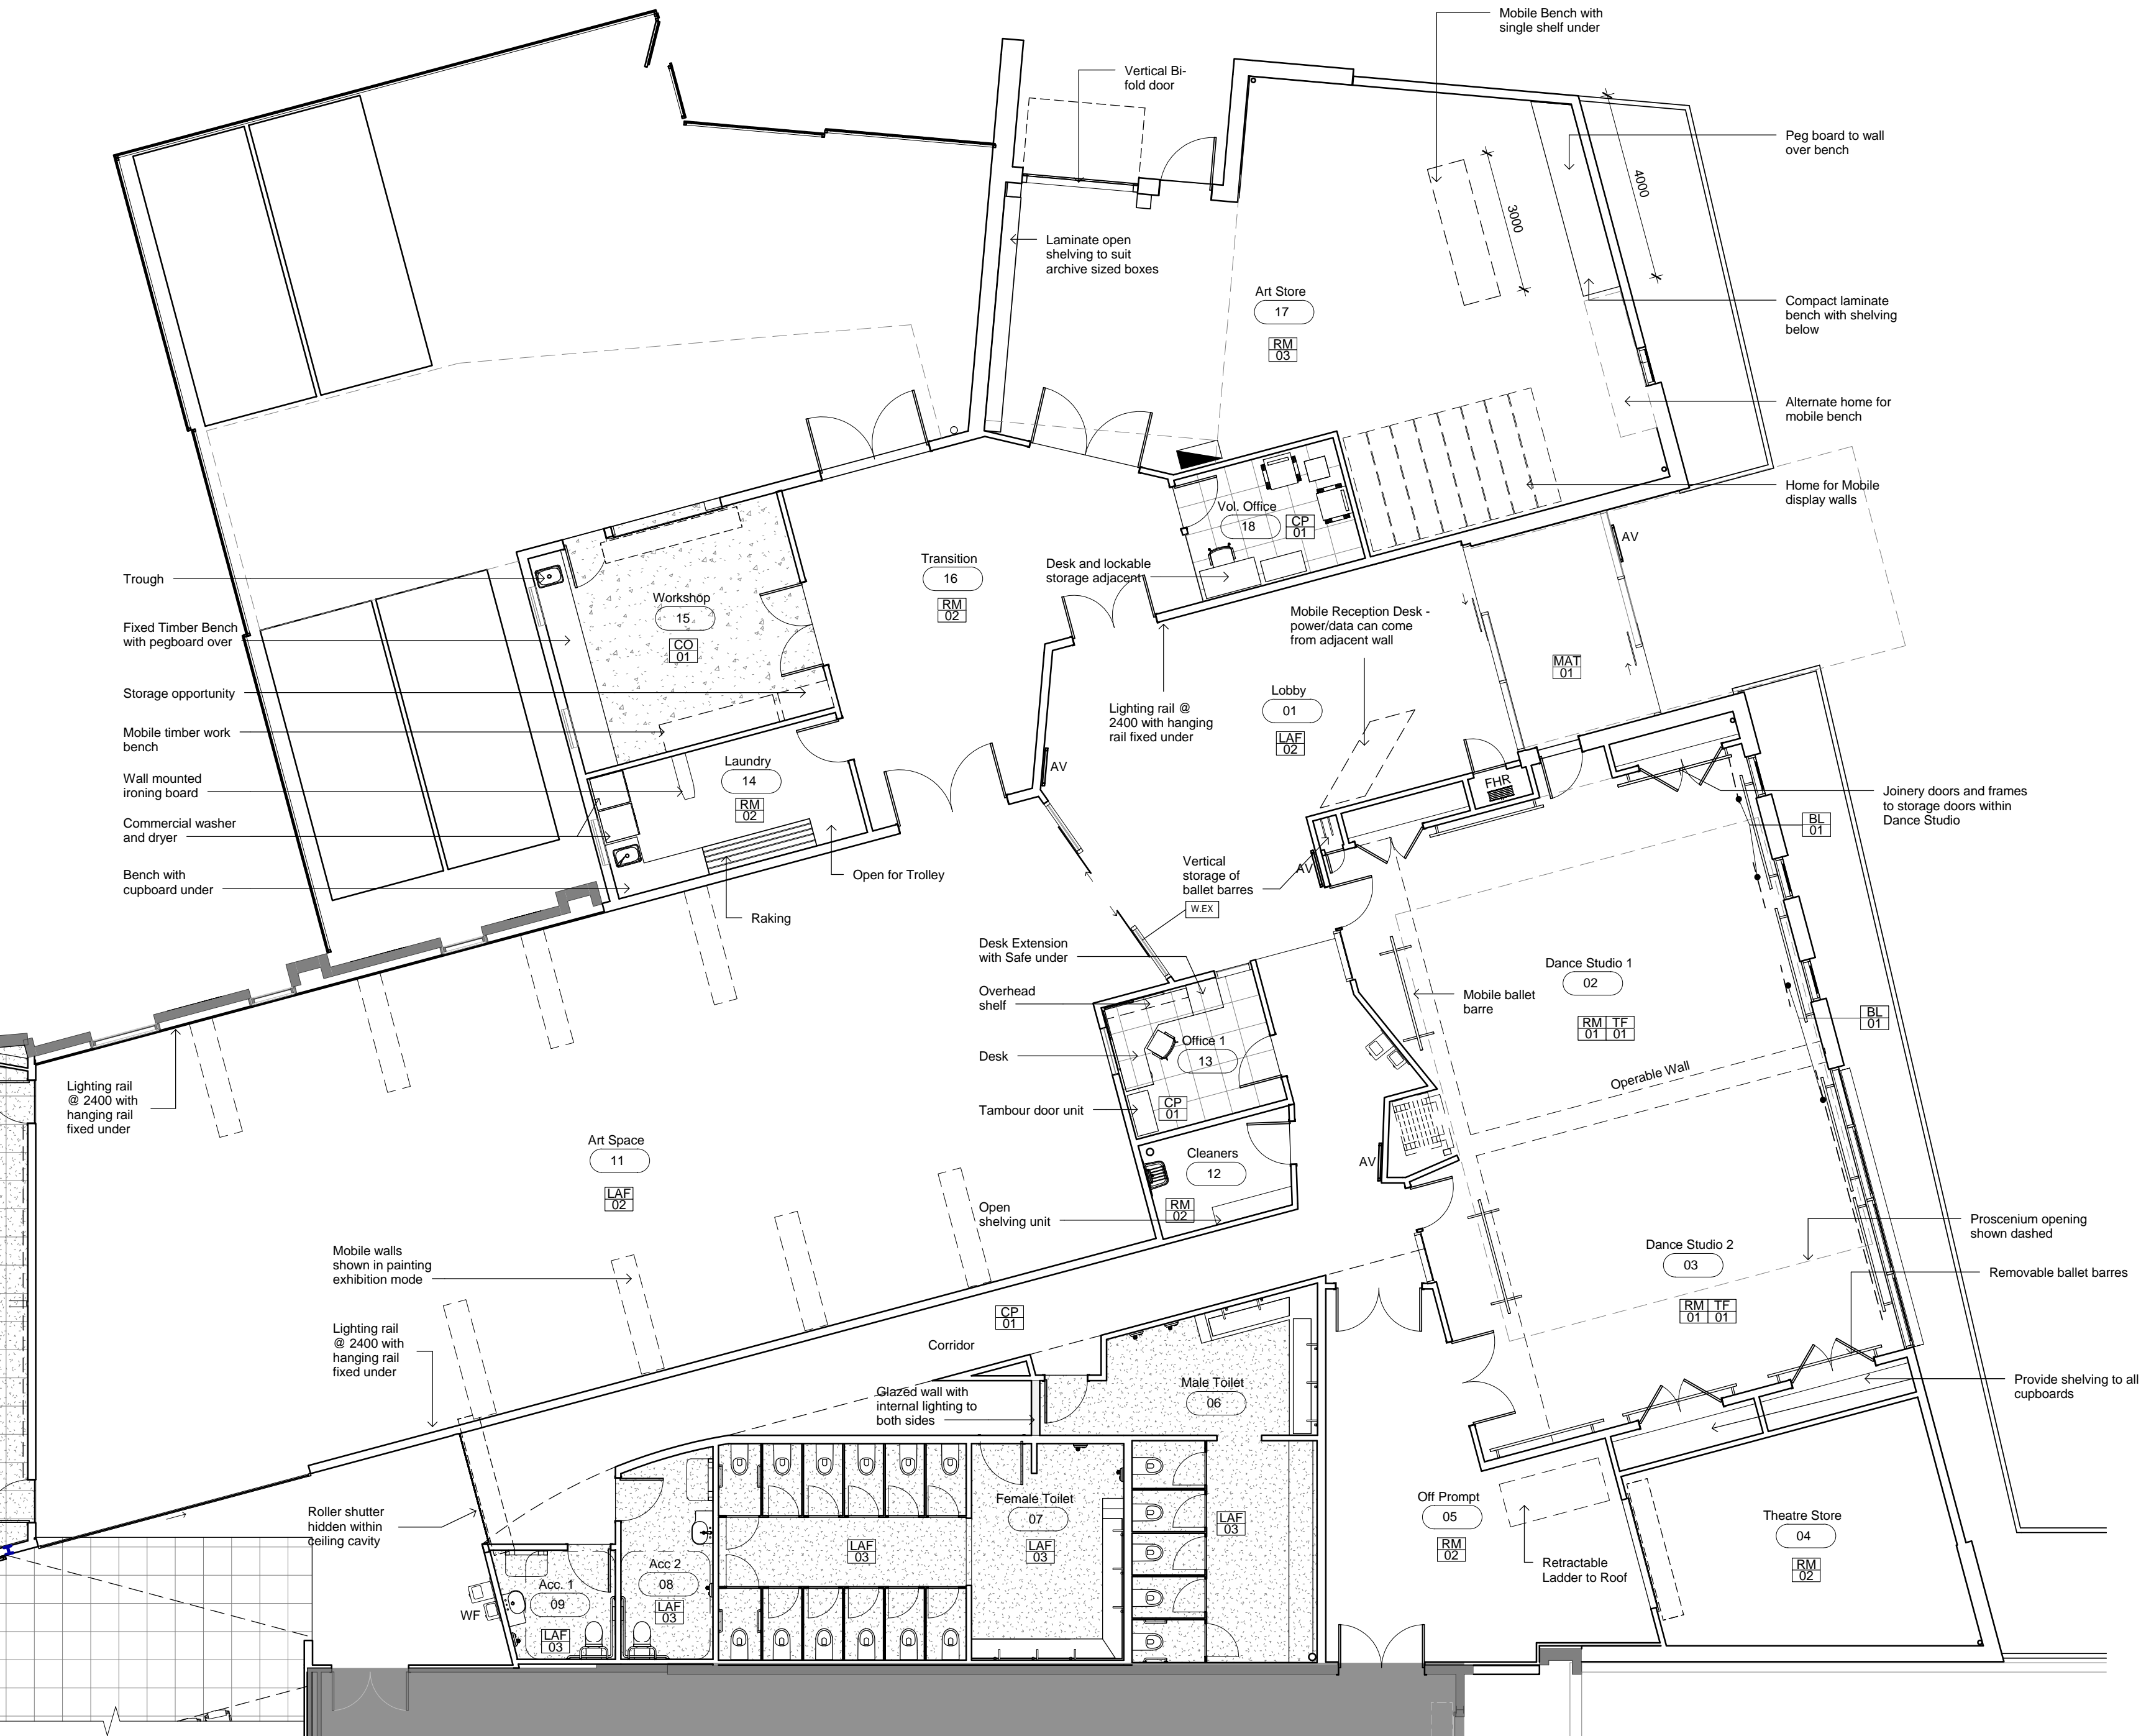 Mobile Bench with
single shelf under
Vertical Bi-
fold door
Peg board to wall
over bench
4000
3000
Laminate open
shelving to suit
archive sized boxes
Art Store
17
RM
03
Compact laminate
bench with shelving
below
Alternate home for
mobile bench
Home for Mobile
display walls
Vol. Office
18
CP
01
AV
Transition
16
RM
02
Desk and lockable
storage adjacent
Trough
Workshop
15
CO
01
Fixed Timber Bench
with pegboard over
Mobile Reception Desk -
power/data can come
from adjacent wall
MAT
01
Storage opportunity
Lobby
01
LAF
02
Lighting rail @
2400 with hanging
rail fixed under
Mobile timber work
bench
Laundry
14
RM
02
AV
Wall mounted
ironing board
FHR
Joinery doors and frames
to storage doors within
Dance Studio
BL
01
Commercial washer
and dryer
Bench with
cupboard under
Open for Trolley
Raking
Vertical
storage of
ballet barres
W.EX
AV
Desk Extension
with Safe under
Dance Studio 1
02
RM TF
01 01
Overhead
shelf
Mobile ballet
barre
BL
01
Desk
Office 1
13
CP
01
Operable Wall
Lighting rail
@ 2400 with
hanging rail
fixed under
Tambour door unit
Art Space
11
LAF
02
Cleaners
12
RM
02
AV
Open
shelving unit
Proscenium opening
shown dashed
Mobile walls
shown in painting
exhibition mode
Dance Studio 2
03
RM TF
01 01
Removable ballet barres
CP
01
Corridor
Lighting rail
@ 2400 with
hanging rail
fixed under
Provide shelving to all
cupboards
Glazed wall with
internal lighting to
both sides
Male Toilet
06
Roller shutter
hidden within
ceiling cavity
Female Toilet
07
LAF
03
LAF
03
LAF
03
Off Prompt
05
RM
02
Theatre Store
04
RM
02
Retractable
Ladder to Roof
Acc 2
08
LAF
03
Acc. 1
09
LAF
03
WF